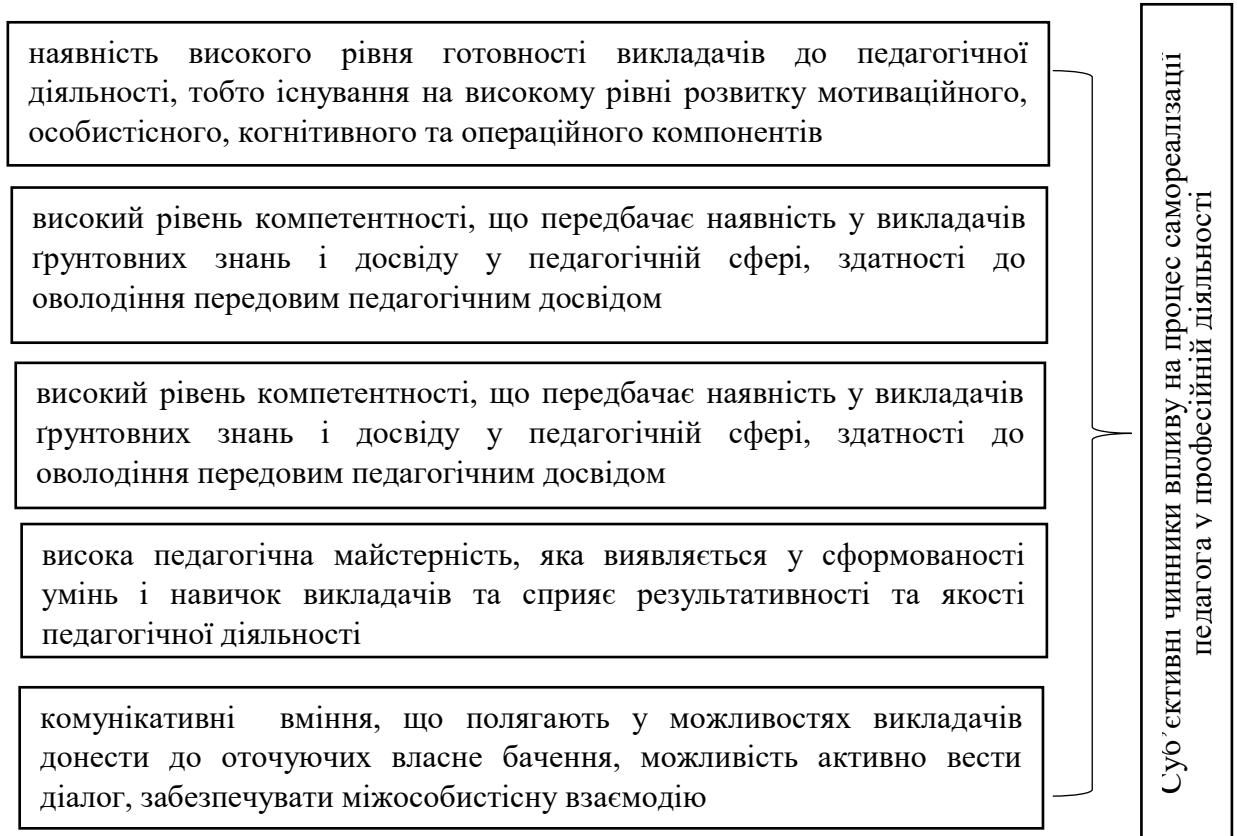 наявність високого рівня готовності викладачів до педагогічної
діяльності, тобто існування на високому рівні розвитку мотиваційного,
особистісного, когнітивного та операційного компонентів
високий рівень компетентності, що передбачає наявність у викладачів
ґрунтовних знань і досвіду у педагогічній сфері, здатності до
оволодіння передовим педагогічним досвідом
високий рівень компетентності, що передбачає наявність у викладачів
ґрунтовних знань і досвіду у педагогічній сфері, здатності до
оволодіння передовим педагогічним досвідом
висока педагогічна майстерність, яка виявляється у сформованості
умінь і навичок викладачів та сприяє результативності та якості
педагогічної діяльності
комунікативні вміння, що полягають у можливостях викладачів
донести до оточуючих власне бачення, можливість активно вести
діалог, забезпечувати міжособистісну взаємодію
Суб´єктивні чинники впливу на процес самореалізації
педагога у професійній діяльності